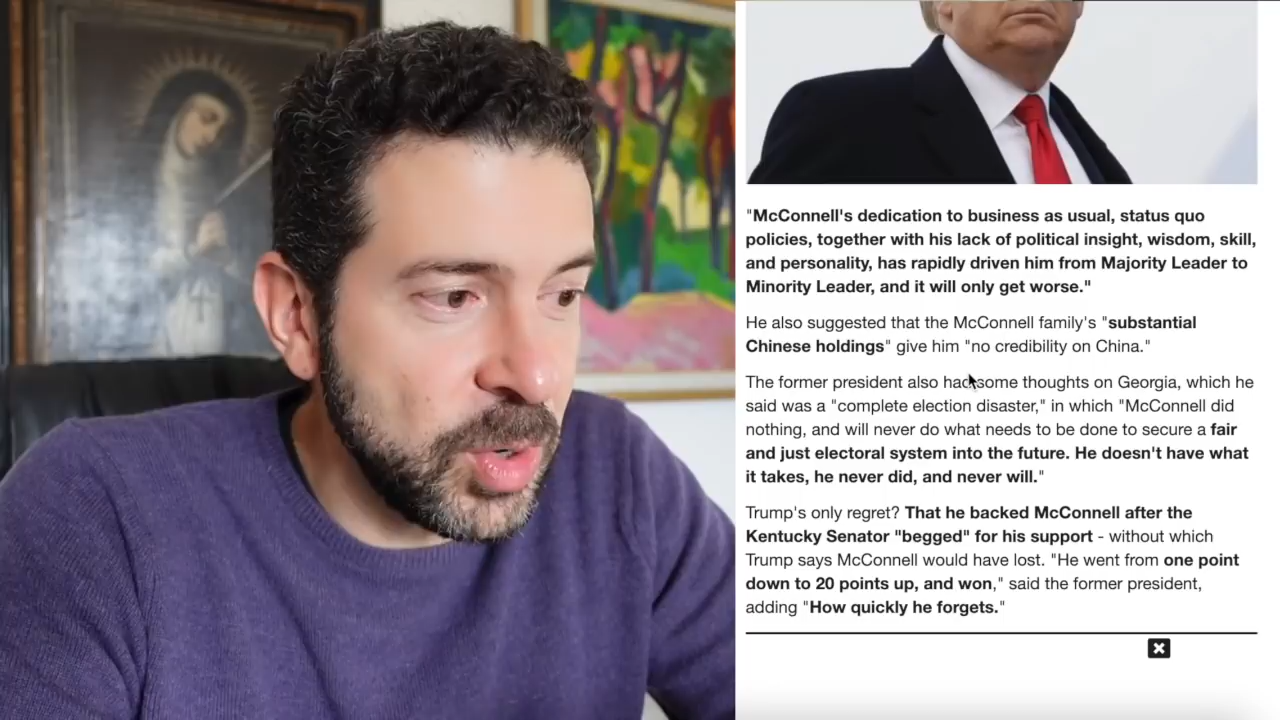 "McConnell's dedication to business as usual, status quo
policies, together with his lack of political insight, wisdom, skill,
and personality, has rapidly driven him from Majority Leader to
Minority Leader, and it will only get worse."
He also suggested that the McConnell family's "substantial
Chinese holdings" give him "no credibility on China."
The former president also had some thoughts on Georgia, which he
said was a "complete election disaster," in which "McConnell did
nothing, and will never do what needs to be done to secure a fair
and just electoral system into the future. He doesn't have what
it takes, he never did, and never will."
Trump's only regret? That he backed McConnell after the
Kentucky Senator "begged" for his support - without which
Trump says McConnell would have lost. "He went from one point
down to 20 points up, and won," said the former president,
adding "How quickly he forgets."